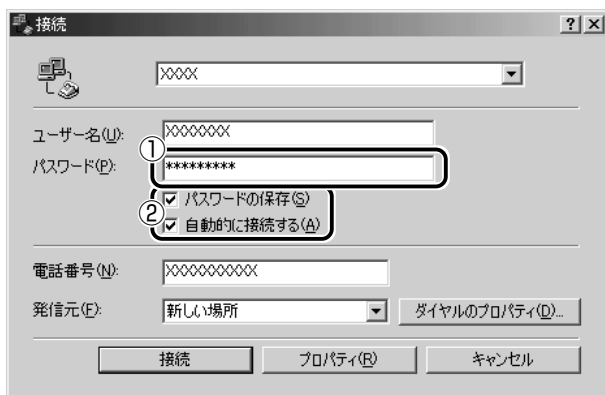 接続
XXXX
ユーザー名(U): XXXXXXX
①
パスワード(P): *********
パスワードの保存(S)
②
自動的に接続する(A)
電話番号(N): XXXXXXXXXX
発信元(F): 新しい場所 ダイヤルのプロパティ(D)...
接続 プロパティ(R) キャンセル